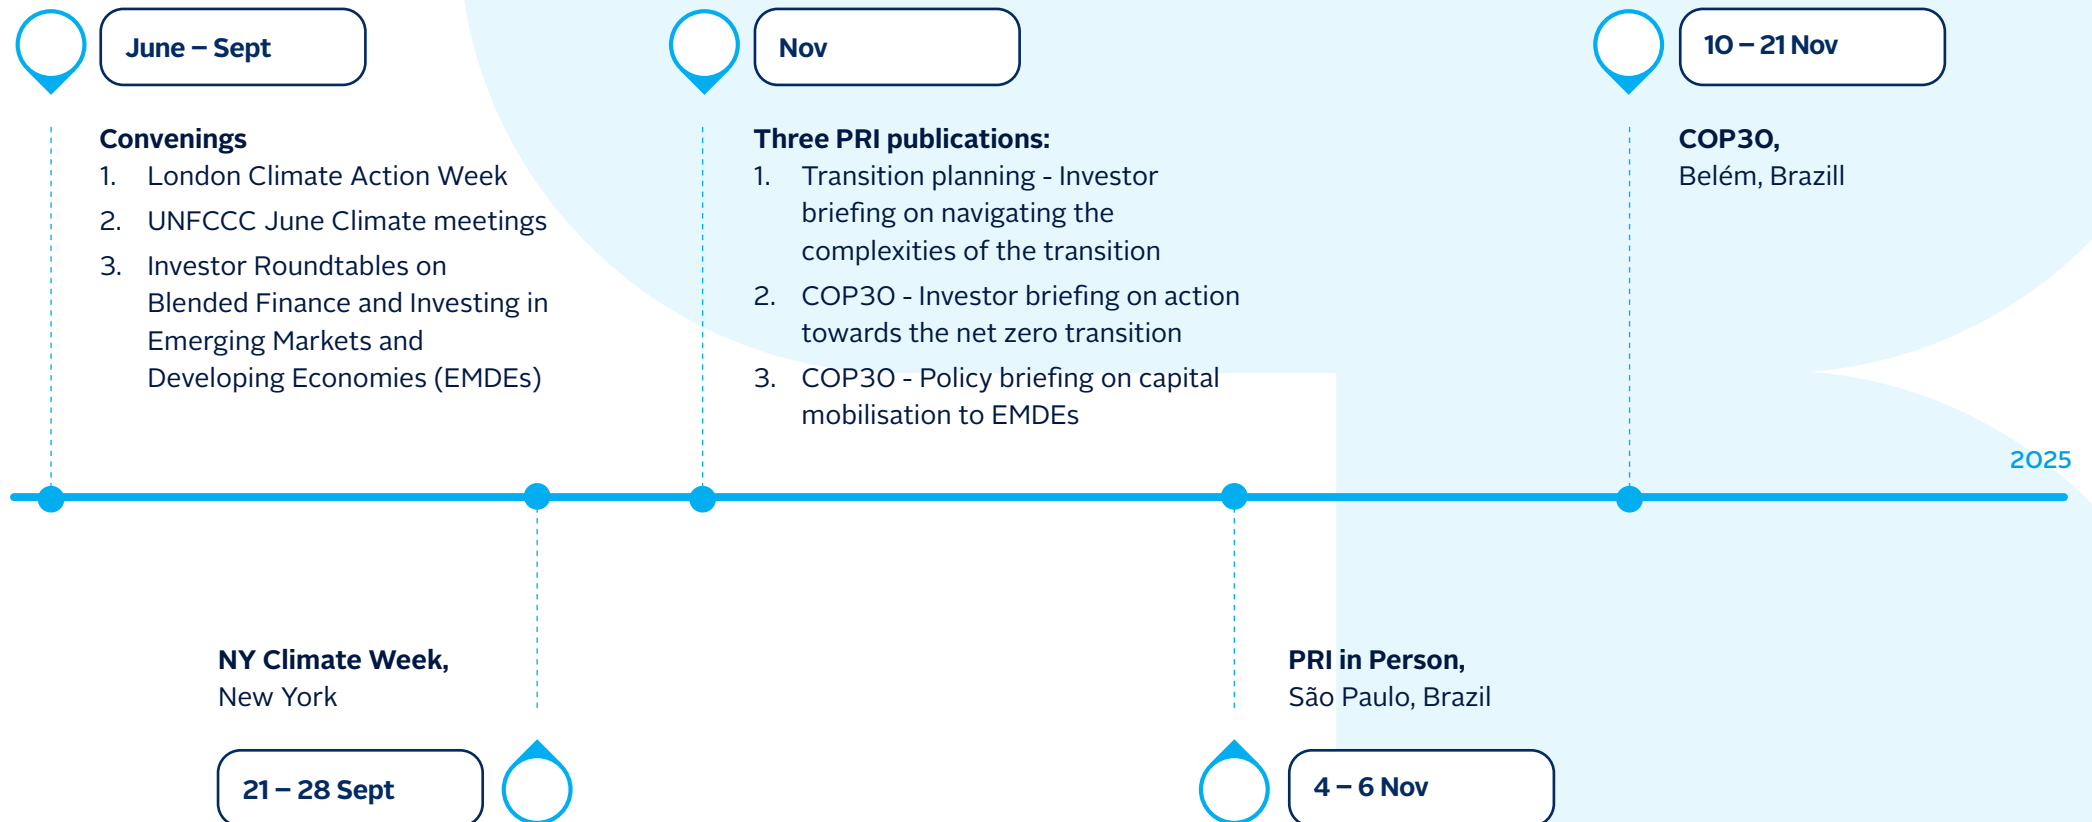 June – Sept
Convenings
1. London Climate Action Week
2. UNFCCC June Climate meetings
3. Investor Roundtables on
Blended Finance and Investing in
Emerging Markets and
Developing Economies (EMDEs)
Nov
Three PRI publications:
1. Transition planning - Investor
briefing on navigating the
complexities of the transition
2. COP30 - Investor briefing on action
towards the net zero transition
3. COP30 - Policy briefing on capital
mobilisation to EMDEs
10 – 21 Nov
COP30,
Belém, Brazill
2025
NY Climate Week,
New York
21 – 28 Sept
PRI in Person,
São Paulo, Brazil
4 – 6 Nov